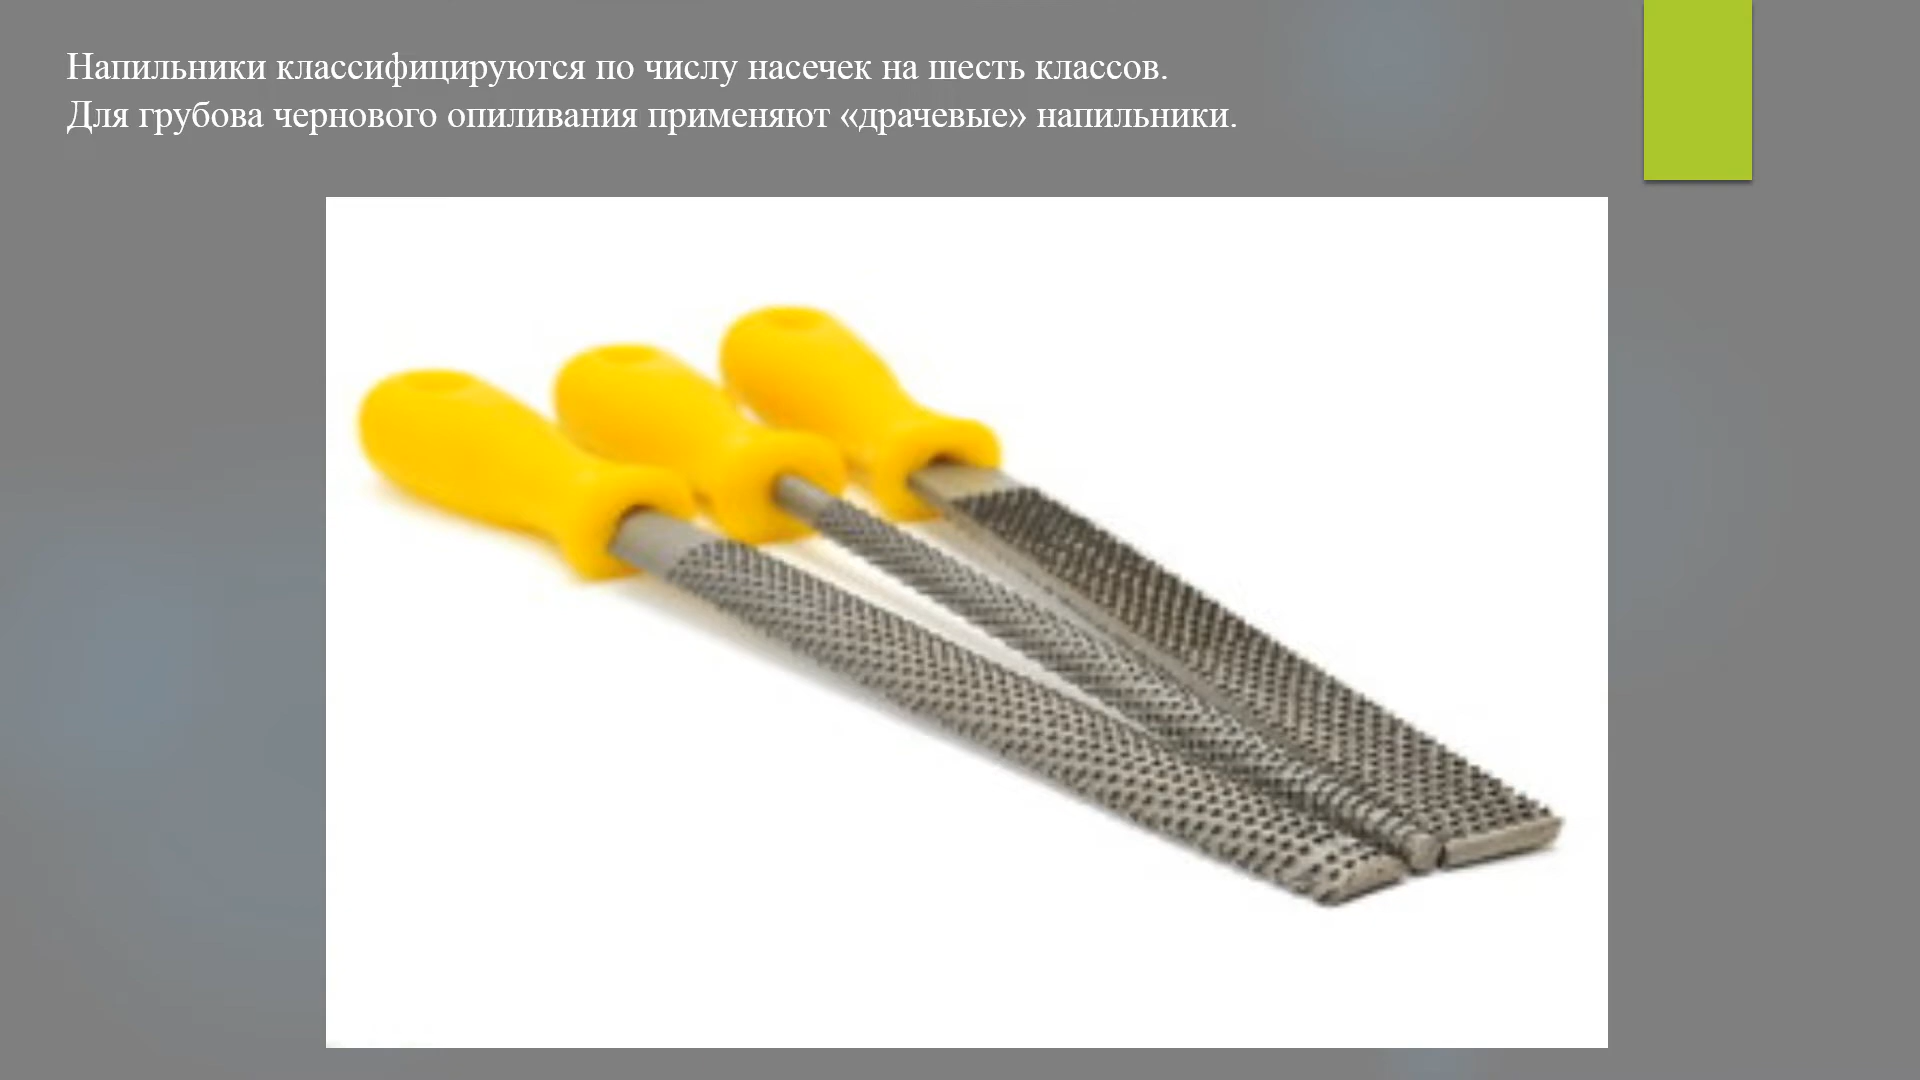 Напильники классифицируются по числу насечек на шесть классов.
Для грубова чернового опиливания применяют «драчевые» напильники.